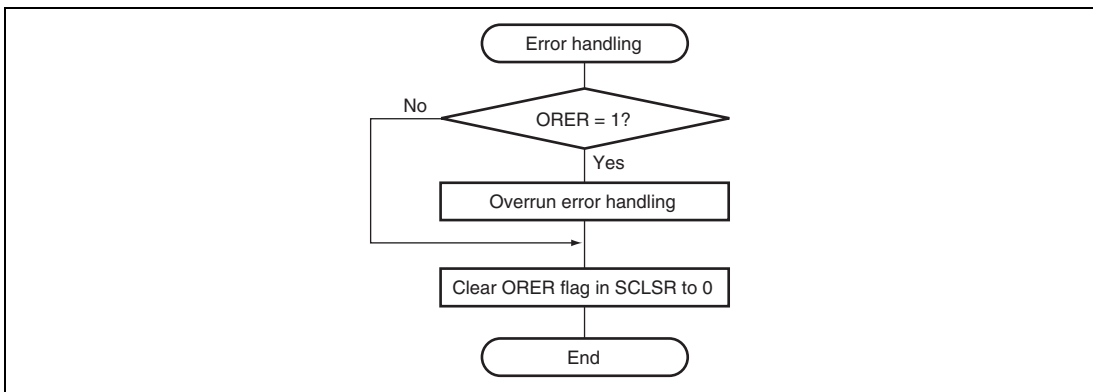 Error handling
No
ORER = 1?
Yes
Overrun error handling
Clear ORER flag in SCLSR to 0
End